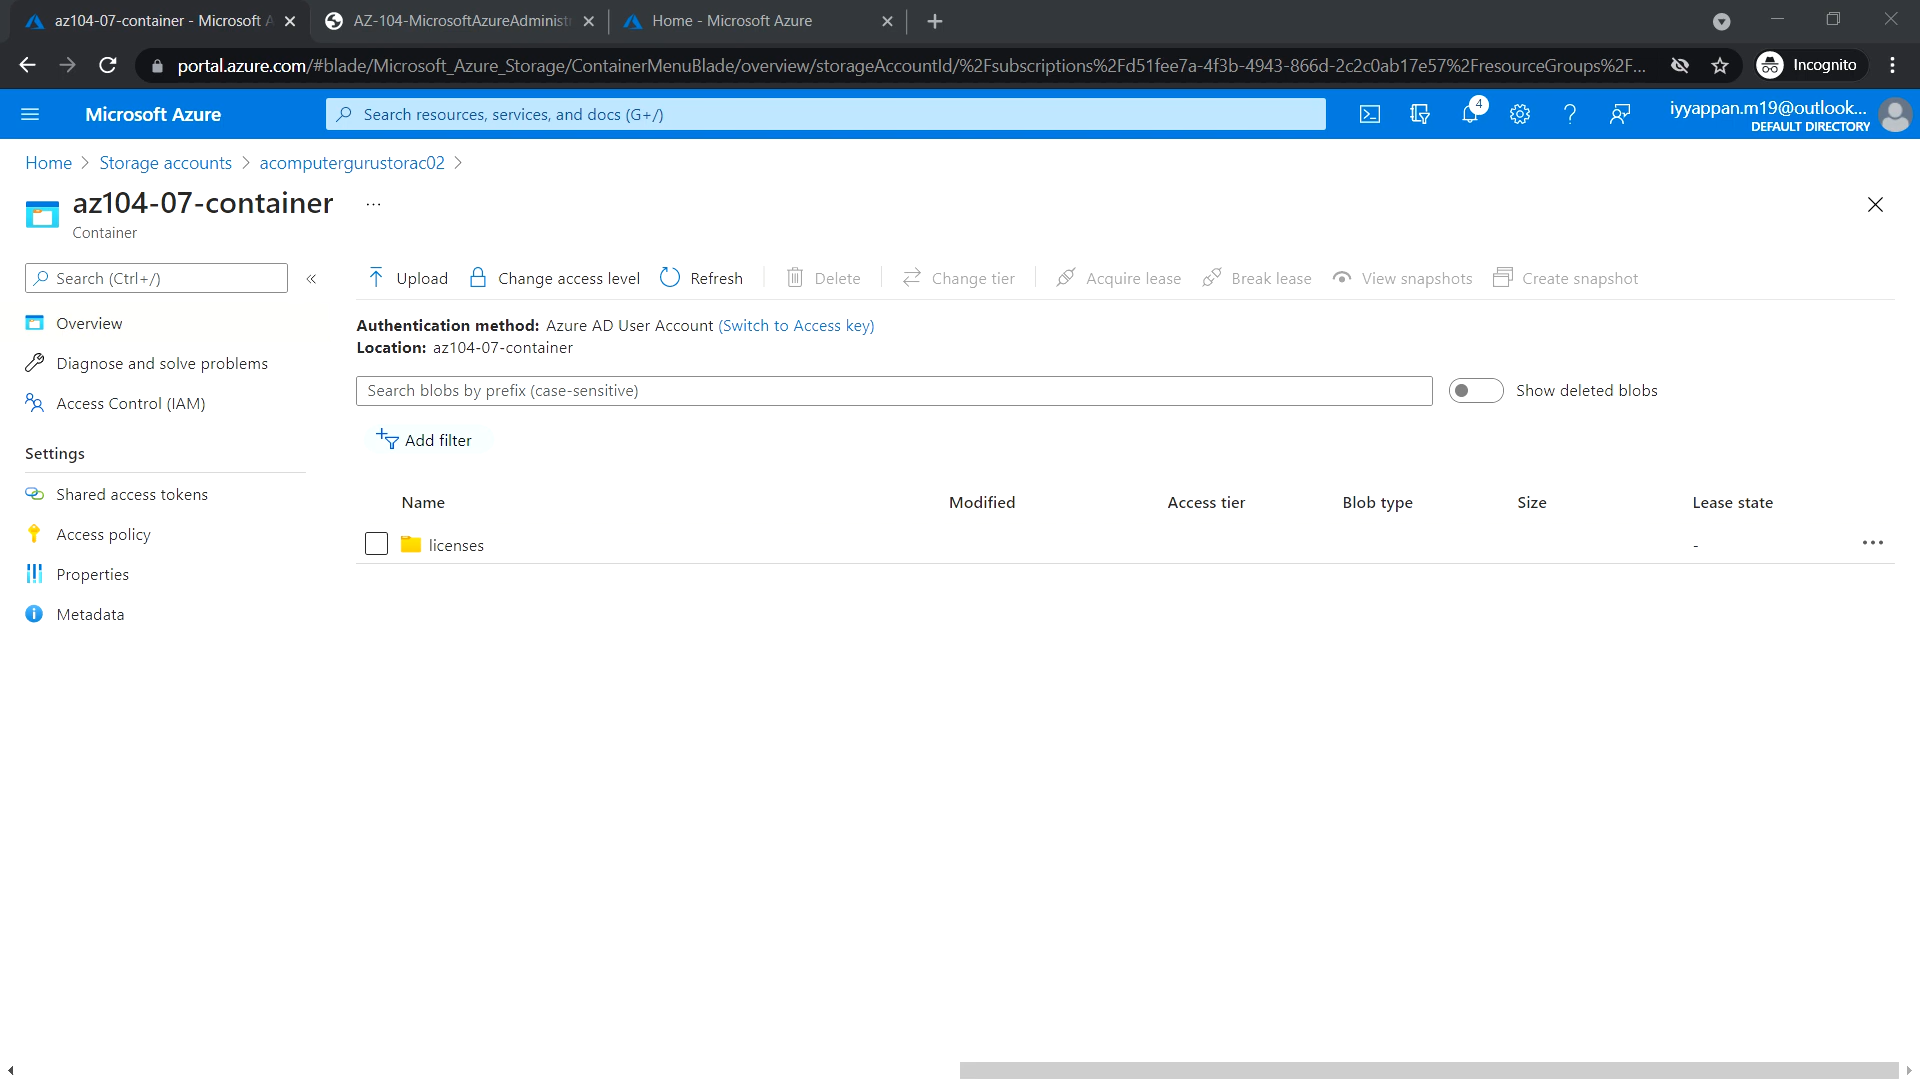 az104-07-container - Microsoft A
AZ-104-MicrosoftAzureAdministr
Home - Microsoft Azure
portal.azure.com/#blade/Microsoft_Azure_Storage/ContainerMenuBlade/overview/storageAccountId/%2Fsubscriptions%2Fd51fee7a-4f3b-4943-866d-2c2c0ab17e57%2FresourceGroups%2F...
Incognito
Microsoft Azure
Search resources, services, and docs (G+/)
4
iyyappan.m19@outlook...
DEFAULT DIRECTORY
Home > Storage accounts > acomputergurustorac02 >
az104-07-container ...
Container
Search (Ctrl+/)
«
Overview
Diagnose and solve problems
Access Control (IAM)
Settings
Shared access tokens
Access policy
Properties
Metadata
Upload Change access level Refresh Delete Change tier Acquire lease Break lease View snapshots Create snapshot
Authentication method: Azure AD User Account (Switch to Access key)
Location: az104-07-container
Search blobs by prefix (case-sensitive)
Show deleted blobs
Add filter
Name Modified Access tier Blob type Size Lease state
licenses - ...